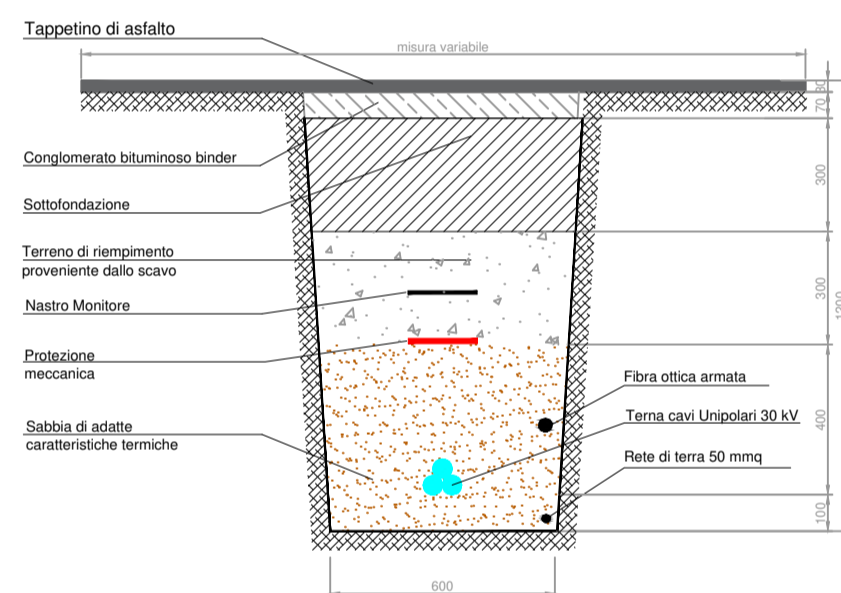 Tappetino di asfalto
misura variabile
30
70
Conglomerato bituminoso binder
300
Sottofondazione
Terreno di riempimento
proveniente dallo scavo
Nastro Monitore
300
Protezione
meccanica
Fibra ottica armata
Terna cavi Unipolari 30 kV
400
Sabbia di adatte
caratteristiche termiche
Rete di terra 50 mmq
100
600